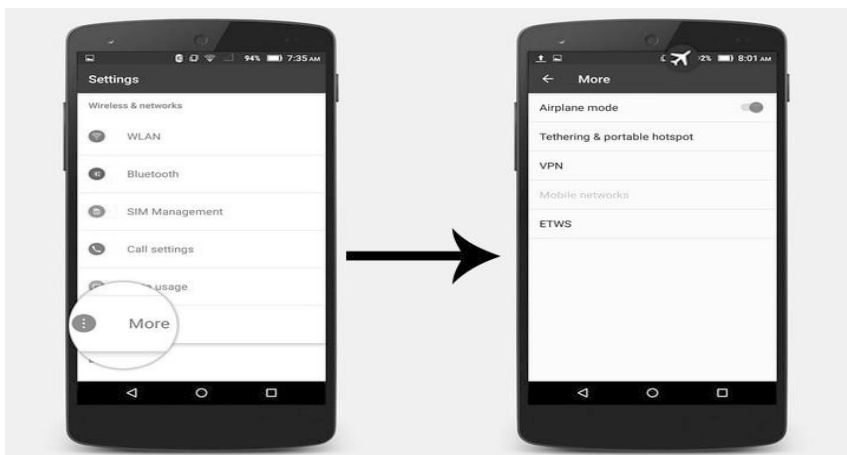 94% 7:35 AM
Settings
Wireless & networks
WLAN
Bluetooth
SIM Management
Call settings
usage
More
2% 8:01 AM
More
Airplane mode
Tethering & portable hotspot
VPN
Mobile networks
ETWS